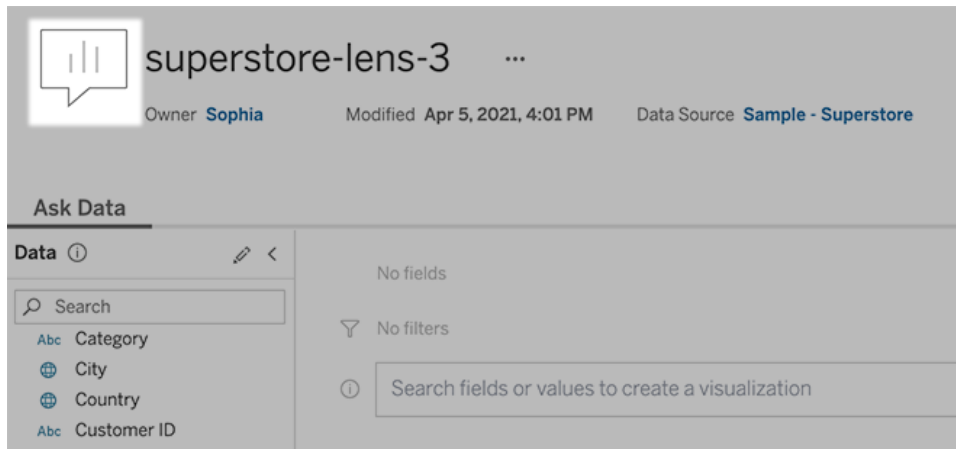 superstore-lens-3 ...
Owner Sophia Modified Apr 5, 2021, 4:01 PM Data Source Sample - Superstore
Ask Data
Data
Search
Abc Category
City
Country
Abc Customer ID
No fields
No filters
Search fields or values to create a visualization